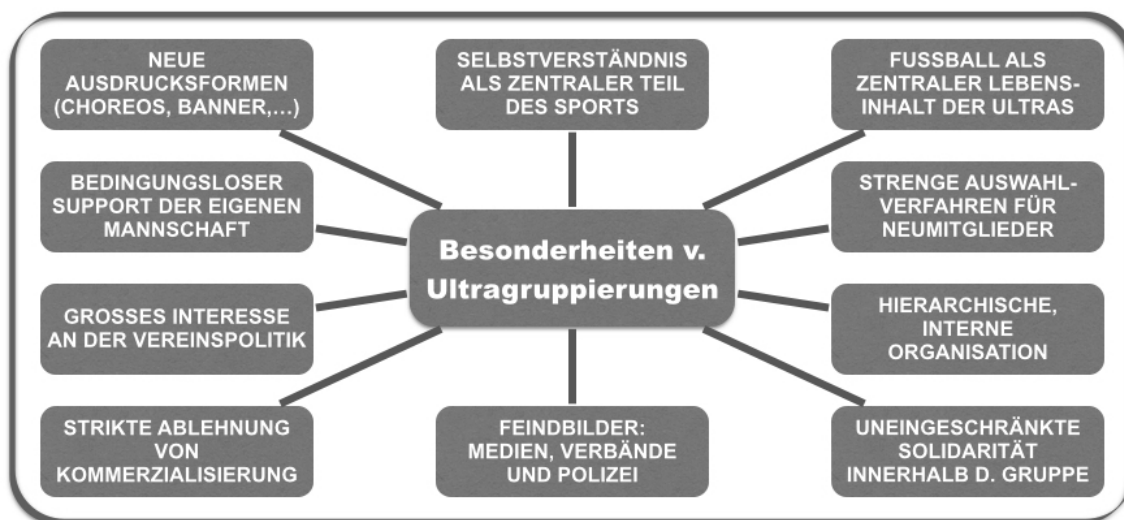 NEUE
AUSDRUCKSFORMEN
(CHOREOS, BANNER,...)
SELBSTVERSTÄNDNIS
ALS ZENTRALER TEIL
DES SPORTS
FUSSBALL ALS
ZENTRALER LEBENS-
INHALT DER ULTRAS
BEDINGUNGSLOSER
SUPPORT DER EIGENEN
MANNSCHAFT
STRENGE AUSWAHL-
VERFAHREN FÜR
NEUMITGLIEDER
Besonderheiten v.
Ultragruppierungen
GROSSES INTERESSE
AN DER VEREINSPOLITIK
HIERARCHISCHE,
INTERNE
ORGANISATION
STRIKTE ABLEHNUNG
VON
KOMMERZIALISIERUNG
FEINDBILDER:
MEDIEN, VERBÄNDE
UND POLIZEI
UNEINGESCHRÄNKTE
SOLIDARITÄT
INNERHALB D. GRUPPE